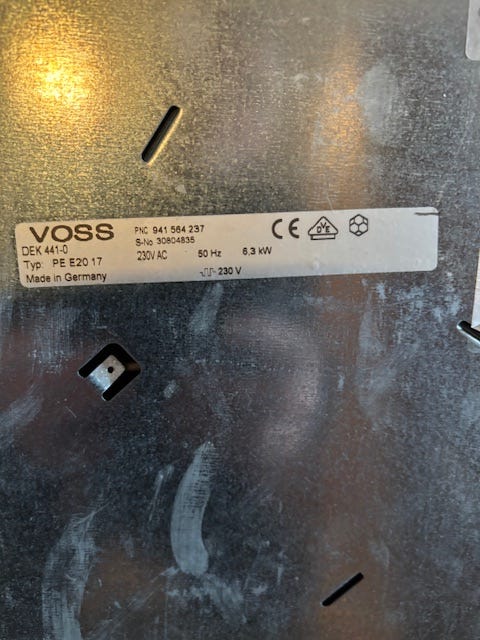 VOSS
DEK 441-0
Typ: PE E20 17
Made in Germany
PNC 941 564 237
S-No 30804835
230V AC 50 Hz 6,3 kW
230 V
CE
DVE